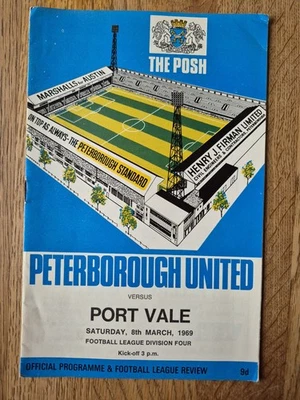 THE POSH
MARSHALLS for AUSTIN
ON TOP AS ALWAYS - THE PETERBOROUGH STANDARD
HENRY J. FIRMAN LIMITED
PETERBOROUGH UNITED
VERSUS
PORT VALE
SATURDAY, 8th MARCH, 1969
FOOTBALL LEAGUE DIVISION FOUR
Kick-off 3 p.m.
OFFICIAL PROGRAMME & FOOTBALL LEAGUE REVIEW 9d